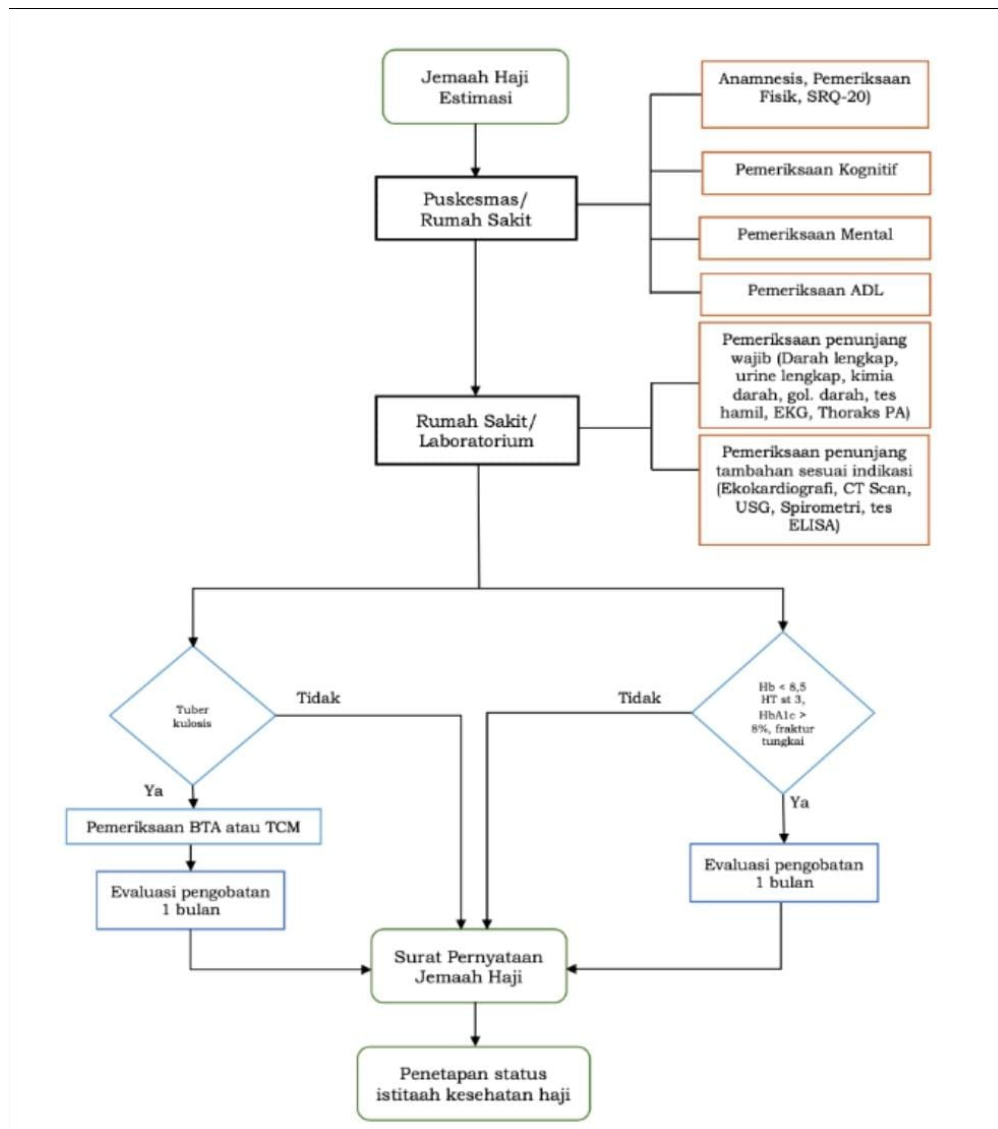 Jemaah Haji
Estimasi
Anamnesis, Pemeriksaan
Fisik, SRQ-20)
Puskesmas/
Rumah Sakit
Pemeriksaan Kognitif
Pemeriksaan Mental
Pemeriksaan ADL
Rumah Sakit/
Laboratorium
Pemeriksaan penunjang
wajib (Darah lengkap,
urine lengkap, kimia
darah, gol. darah, tes
hamil, EKG, Thoraks PA)
Pemeriksaan penunjang
tambahan sesuai indikasi
(Ekokardiografi, CT Scan,
USG, Spirometri, tes
ELISA)
Tuber
kulosis
Tidak
Tidak
Hb < 8,5
HT st 3,
HbA1c >
8%, fraktur
tungkai
Ya
Ya
Pemeriksaan BTA atau TCM
Evaluasi pengobatan
1 bulan
Evaluasi pengobatan
1 bulan
Surat Pernyataan
Jemaah Haji
Penetapan status
istitaah kesehatan haji